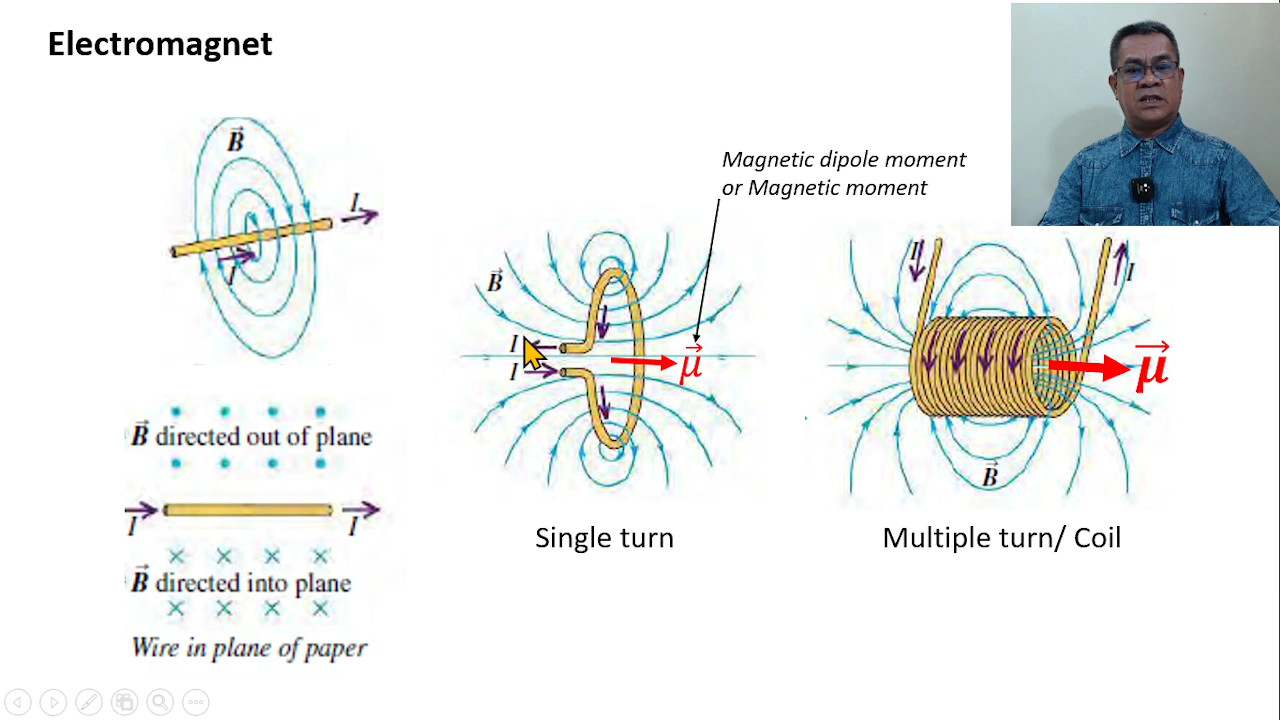 Electromagnet
B⃗
I
I
B⃗ directed out of plane
I
I
B⃗ directed into plane
Wire in plane of paper
Magnetic dipole moment
or Magnetic moment
B⃗
I
I
μ⃗
Single turn
I
I
μ⃗
B⃗
Multiple turn/ Coil